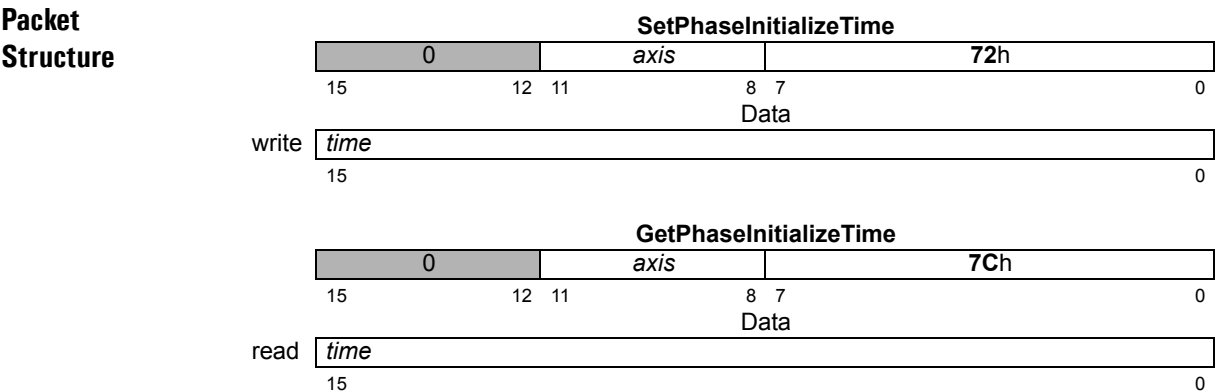 Packet
Structure
SetPhaseInitializeTime
0 axis 72h
15 12 11 8 7 0
Data
write time
15 0
GetPhaseInitializeTime
0 axis 7Ch
15 12 11 8 7 0
Data
read time
15 0